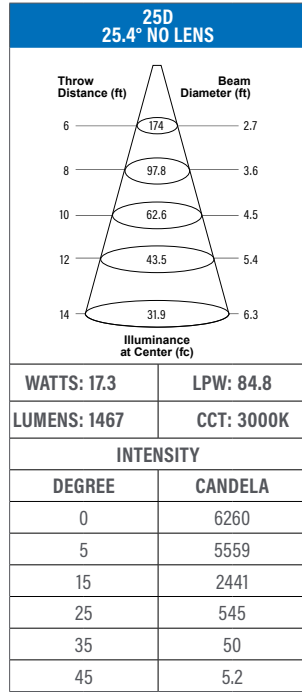 25D
25.4° NO LENS
Throw Beam
Distance (ft) Diameter (ft)
6 174 2.7
8 97.8 3.6
10 62.6 4.5
12 43.5 5.4
14 31.9 6.3
Illuminance
at Center (fc)
WATTS: 17.3 LPW: 84.8
LUMENS: 1467 CCT: 3000K
INTENSITY
DEGREE CANDELA
0 6260
5 5559
15 2441
25 545
35 50
45 5.2